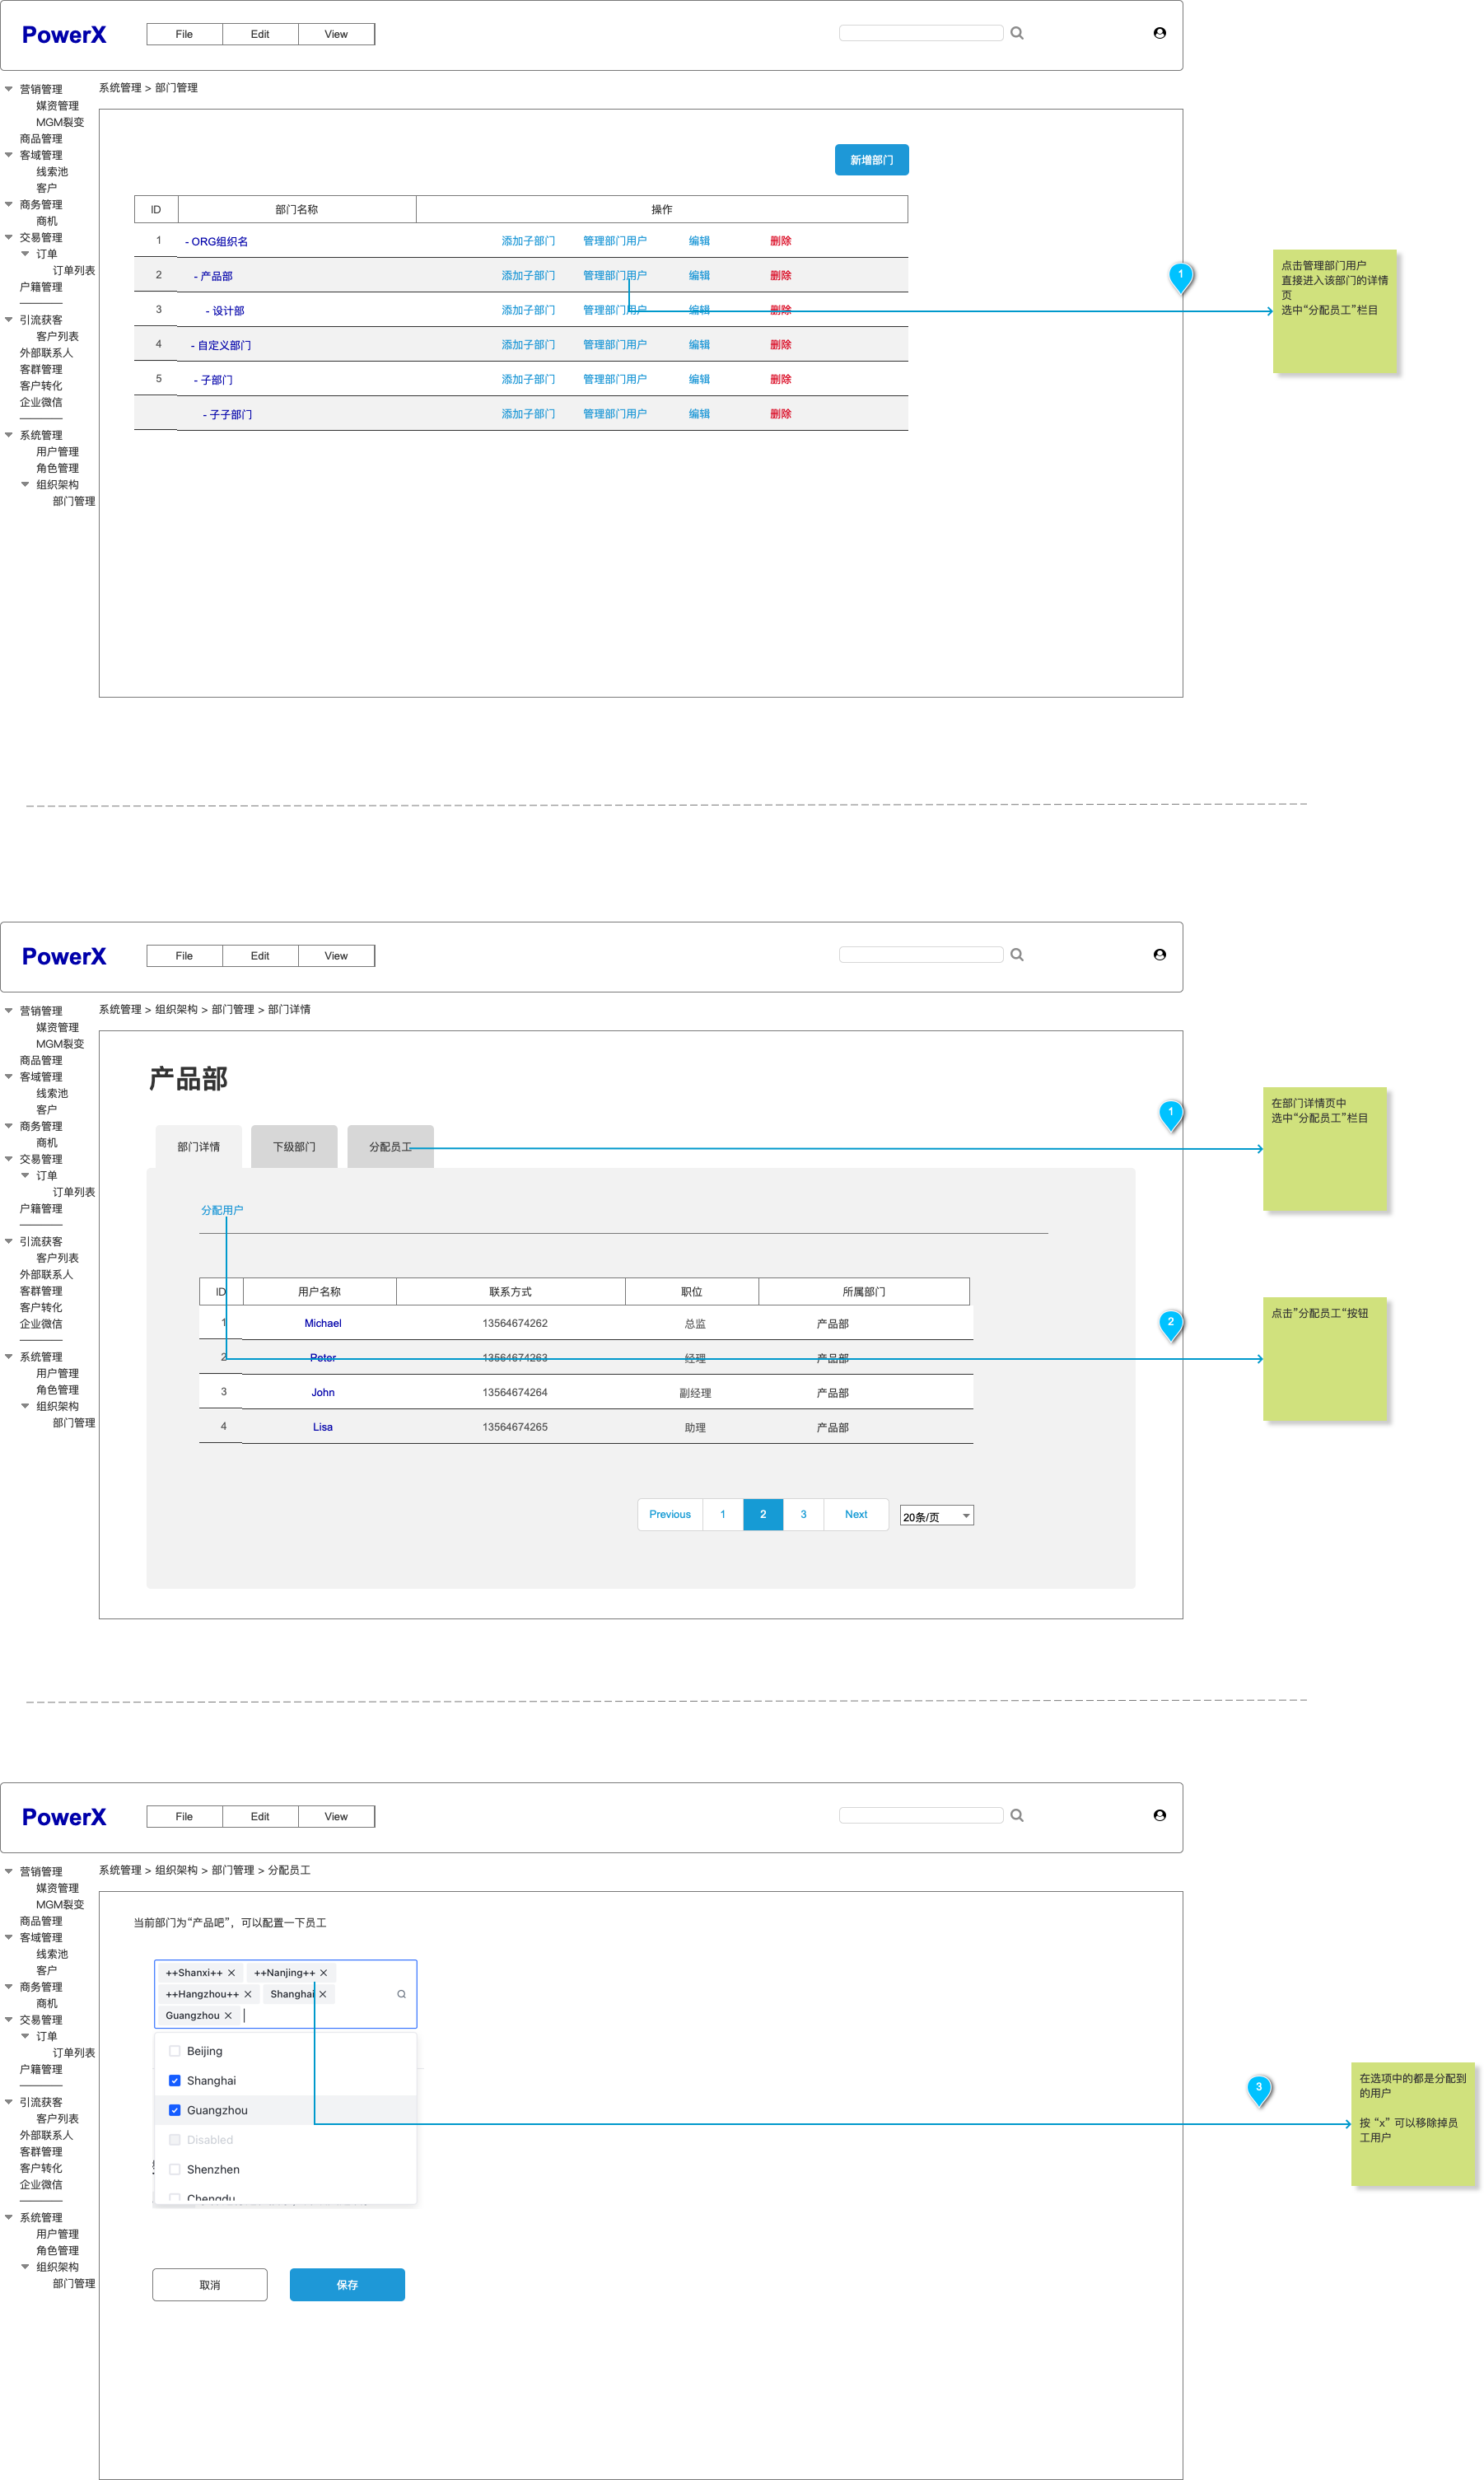 PowerX
File Edit View
系统管理 > 部门管理
营销管理
媒资管理
MGM裂变
商品管理
客域管理
线索池
客户
商务管理
商机
交易管理
订单
订单列表
户籍管理
引流获客
客户列表
外部联系人
客群管理
客户转化
企业微信
系统管理
用户管理
角色管理
组织架构
部门管理
新增部门
ID 部门名称 操作
1 - ORG组织名 添加子部门 管理部门用户 编辑 删除
2 - 产品部 添加子部门 管理部门用户 编辑 删除
3 - 设计部 添加子部门 管理部门用户 编辑 删除
4 - 自定义部门 添加子部门 管理部门用户 编辑 删除
5 - 子部门 添加子部门 管理部门用户 编辑 删除
- 子子部门 添加子部门 管理部门用户 编辑 删除
1
点击管理部门用户
直接进入该部门的详情
页
选中“分配员工”栏目
PowerX
File Edit View
系统管理 > 组织架构 > 部门管理 > 部门详情
营销管理
媒资管理
MGM裂变
商品管理
客域管理
线索池
客户
商务管理
商机
交易管理
订单
订单列表
户籍管理
引流获客
客户列表
外部联系人
客群管理
客户转化
企业微信
系统管理
用户管理
角色管理
组织架构
部门管理
产品部
部门详情 下级部门 分配员工
分配用户
ID 用户名称 联系方式 职位 所属部门
1 Michael 13564674262 总监 产品部
2 Peter 13564674263 经理 产品部
3 John 13564674264 副经理 产品部
4 Lisa 13564674265 助理 产品部
Previous 1 2 3 Next 20条/页
1
在部门详情页中
选中“分配员工”栏目
2
点击”分配员工“按钮
PowerX
File Edit View
系统管理 > 组织架构 > 部门管理 > 分配员工
营销管理
媒资管理
MGM裂变
商品管理
客域管理
线索池
客户
商务管理
商机
交易管理
订单
订单列表
户籍管理
引流获客
客户列表
外部联系人
客群管理
客户转化
企业微信
系统管理
用户管理
角色管理
组织架构
部门管理
当前部门为“产品吧”，可以配置一下员工
++Shanxi++ ++Nanjing++
++Hangzhou++ Shanghai
Guangzhou
Beijing
Shanghai
Guangzhou
Disabled
Shenzhen
Chengdu
取消 保存
3
在选项中的都是分配到
的用户
按 “x” 可以移除掉员
工用户